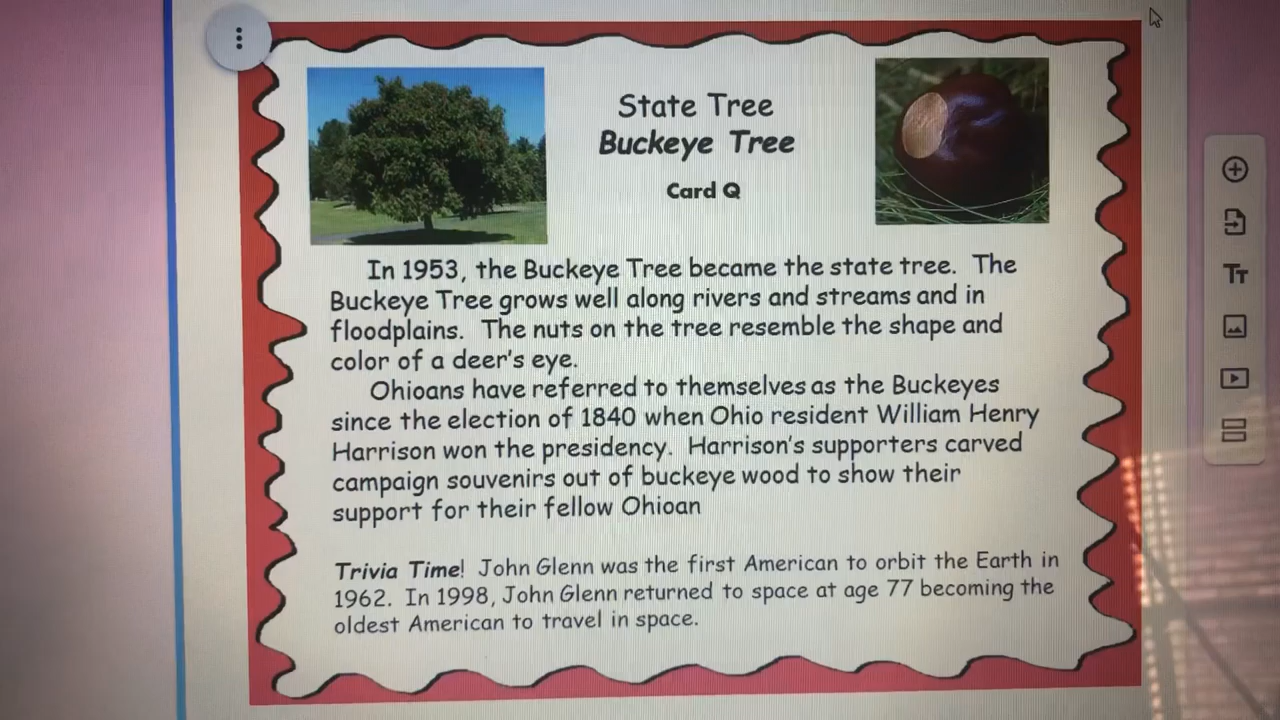 State Tree
Buckeye Tree
Card Q
In 1953, the Buckeye Tree became the state tree. The
Buckeye Tree grows well along rivers and streams and in
floodplains. The nuts on the tree resemble the shape and
color of a deer's eye.
Ohioans have referred to themselves as the Buckeyes
since the election of 1840 when Ohio resident William Henry
Harrison won the presidency. Harrison's supporters carved
campaign souvenirs out of buckeye wood to show their
support for their fellow Ohioan
Trivia Time! John Glenn was the first American to orbit the Earth in
1962. In 1998, John Glenn returned to space at age 77 becoming the
oldest American to travel in space.
Tт